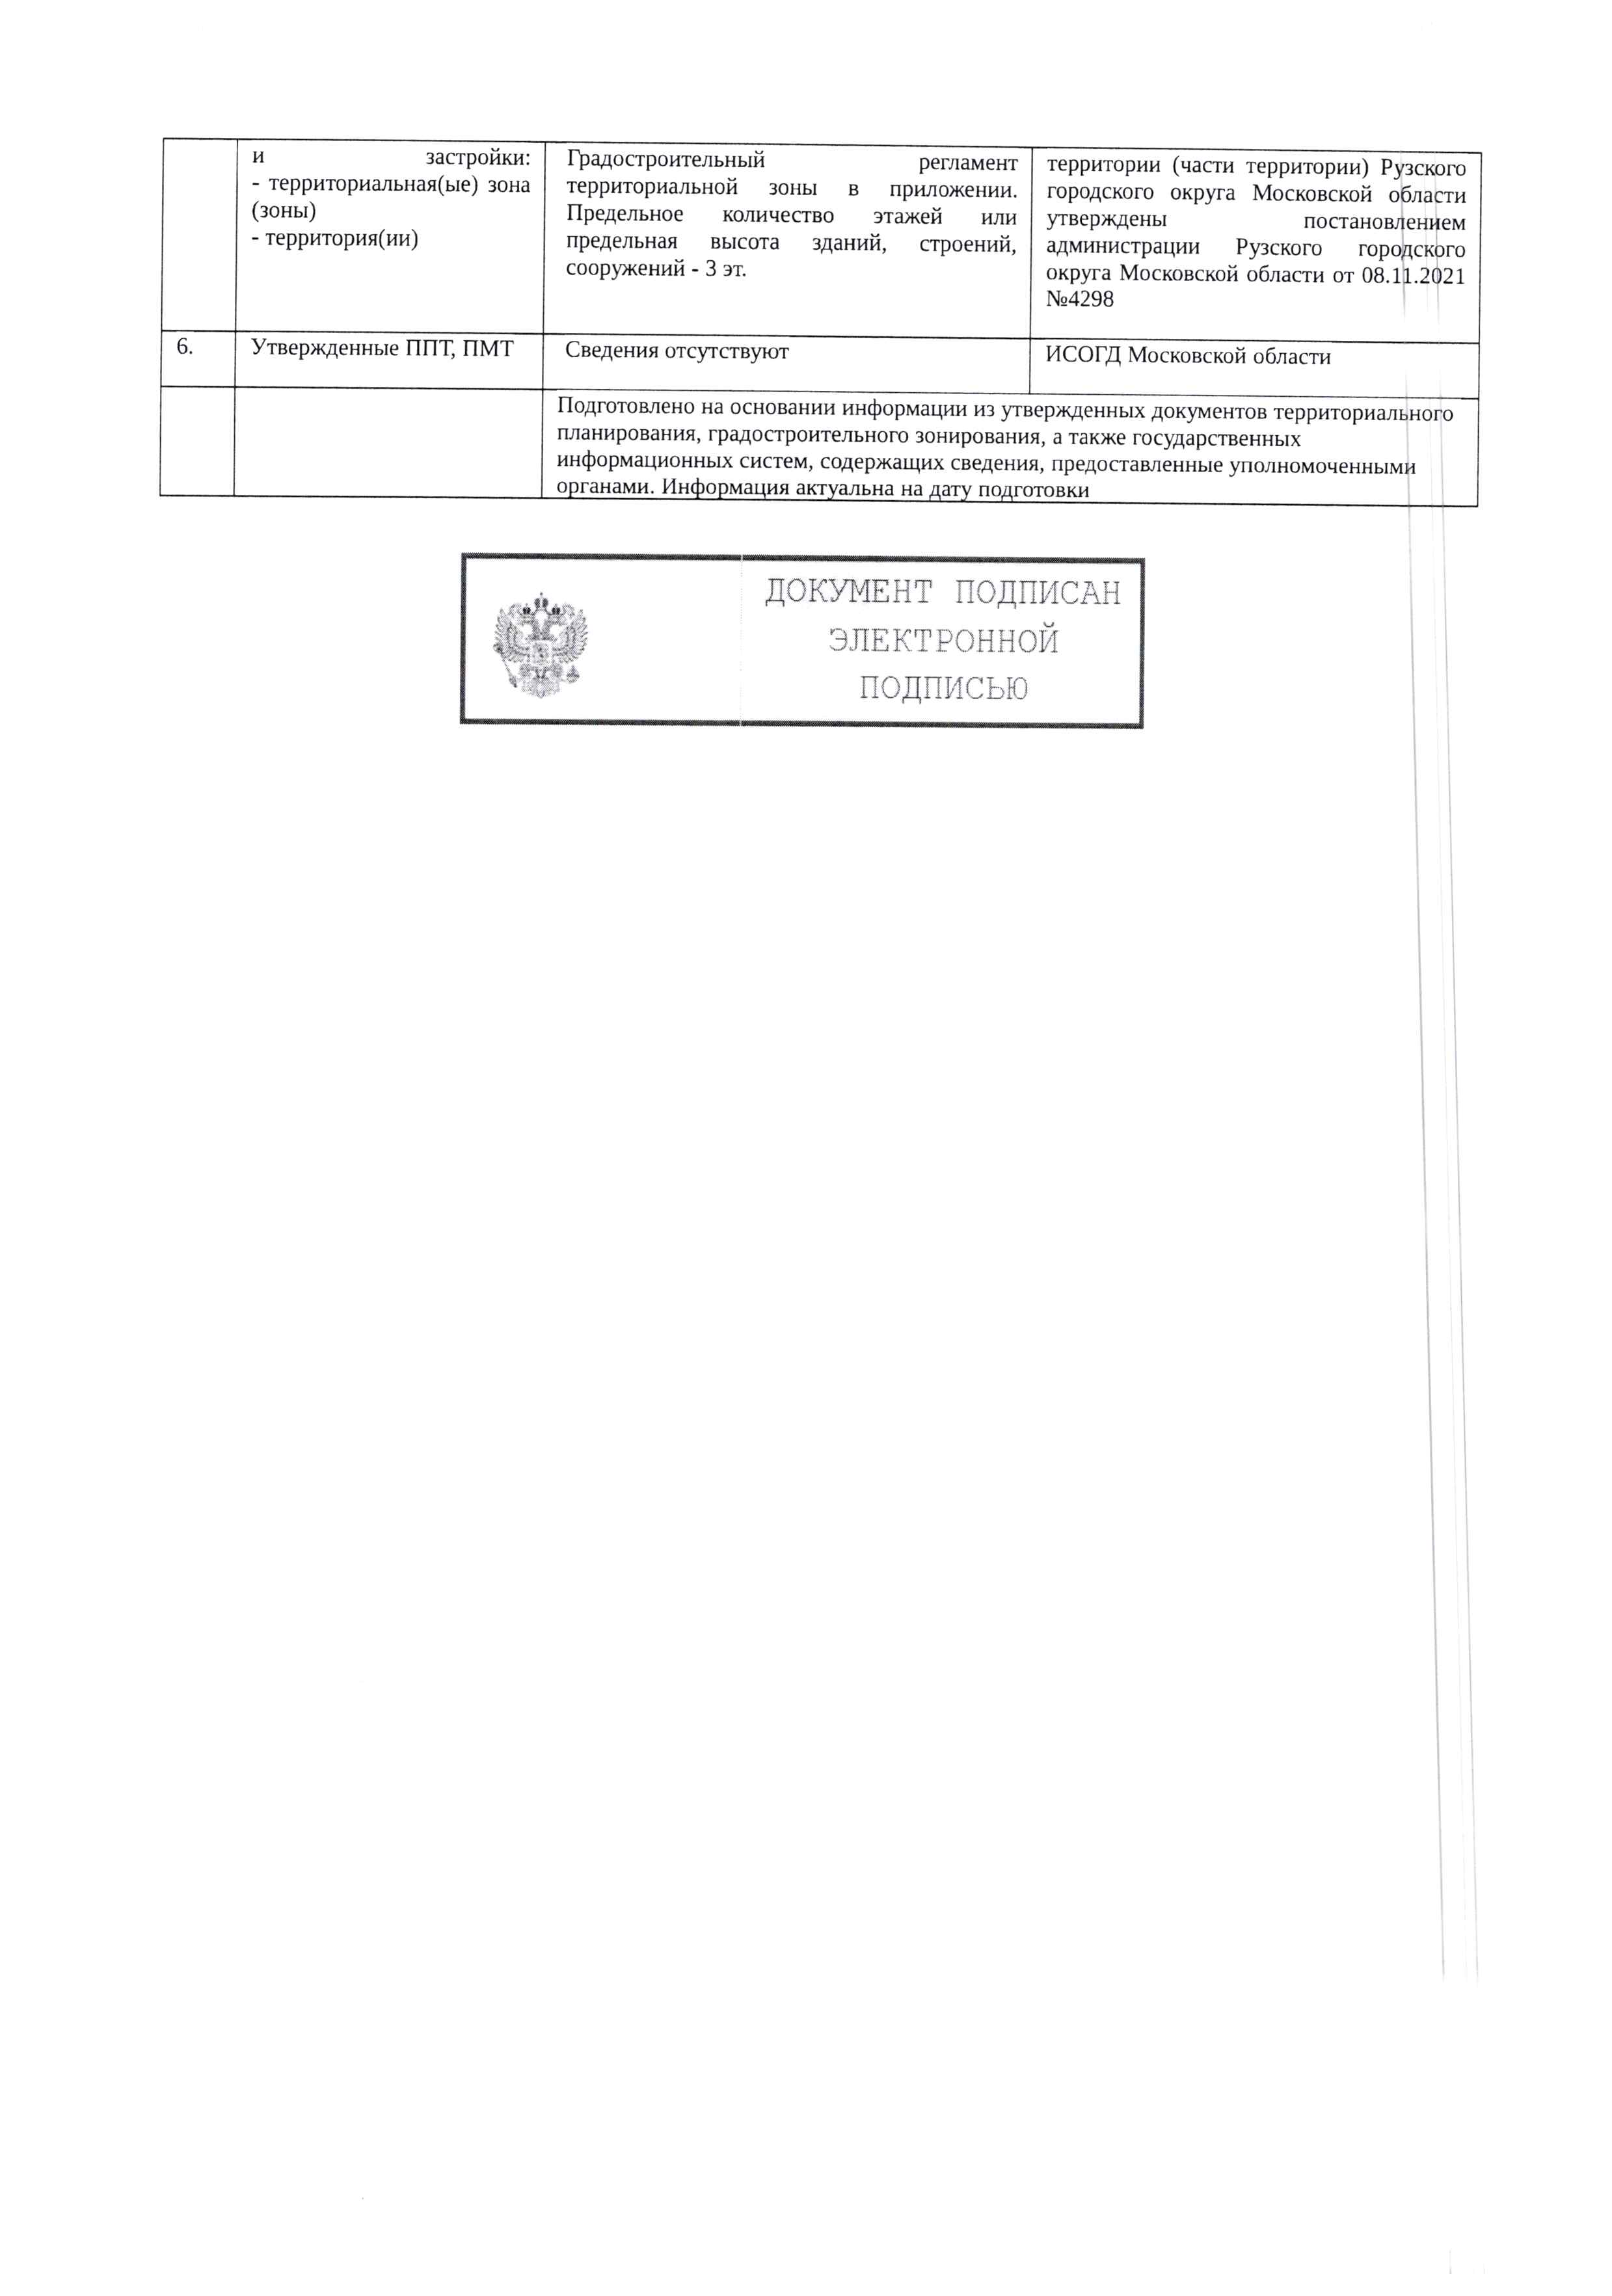 и застройки:
- территориальная(ые) зона
(зоны)
- территория(ии)
Градостроительный регламент
территориальной зоны в приложении.
Предельное количество этажей или
предельная высота зданий, строений,
сооружений - 3 эт.
территории (части территории) Рузского
городского округа Московской области
утверждены постановлением
администрации Рузского городского
округа Московской области от 08.11.2021
№4298
6.
Утвержденные ППТ, ПМТ
Сведения отсутствуют
ИСОГД Московской области
Подготовлено на основании информации из утвержденных документов территориального
планирования, градостроительного зонирования, а также государственных
информационных систем, содержащих сведения, предоставленные уполномоченными
органами. Информация актуальна на дату подготовки
ДОКУМЕНТ ПОДПИСАН
ЭЛЕКТРОННОЙ
ПОДПИСЬЮ